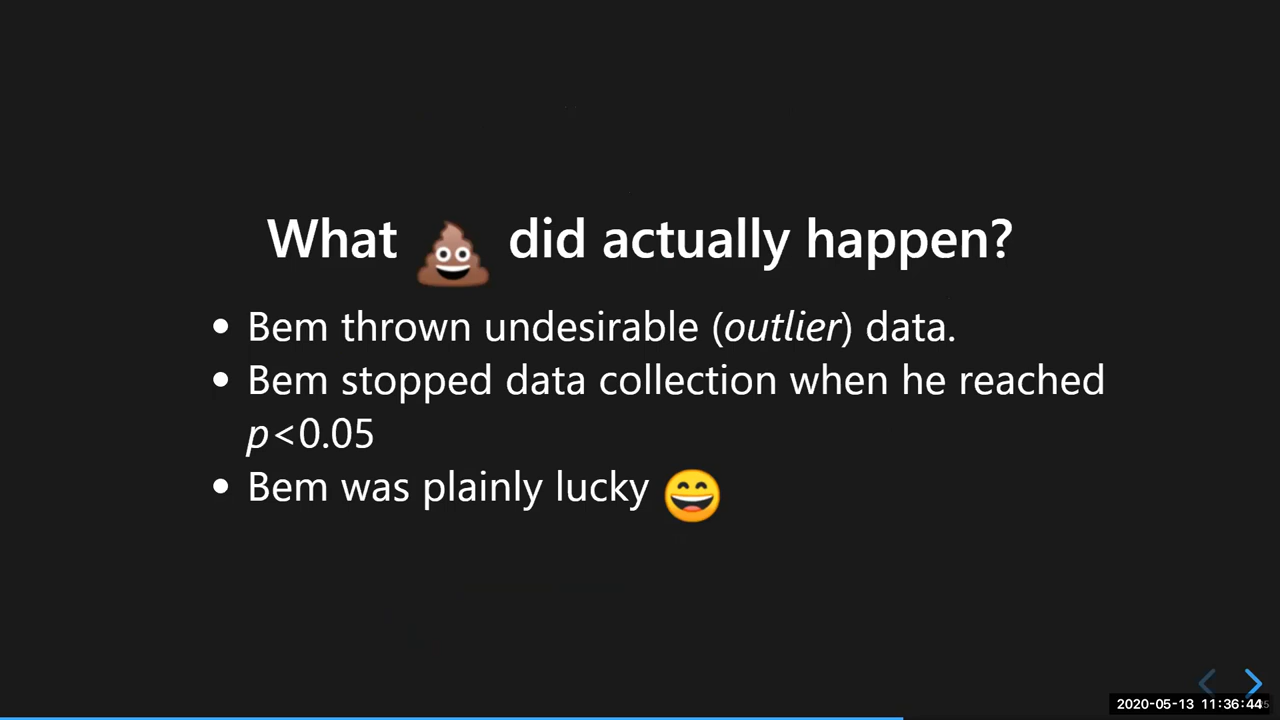 What 💩 did actually happen?
• Bem thrown undesirable (outlier) data.
• Bem stopped data collection when he reached
p<0.05
• Bem was plainly lucky 😄
2020-05-13 11:36:44